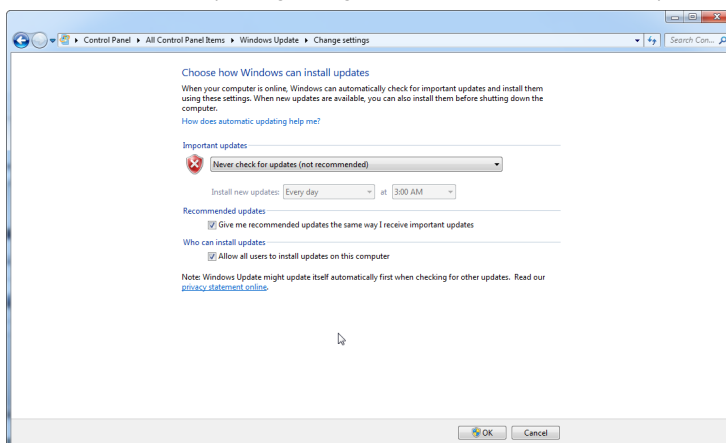 Control Panel ▸ All Control Panel Items ▸ Windows Update ▸ Change settings
Search Con...
Choose how Windows can install updates
When your computer is online, Windows can automatically check for important updates and install them
using these settings. When new updates are available, you can also install them before shutting down the
computer.
How does automatic updating help me?
Important updates
Never check for updates (not recommended)
Install new updates: Every day at 3:00 AM
Recommended updates
Give me recommended updates the same way I receive important updates
Who can install updates
Allow all users to install updates on this computer
Note: Windows Update might update itself automatically first when checking for other updates. Read our
privacy statement online.
OK Cancel